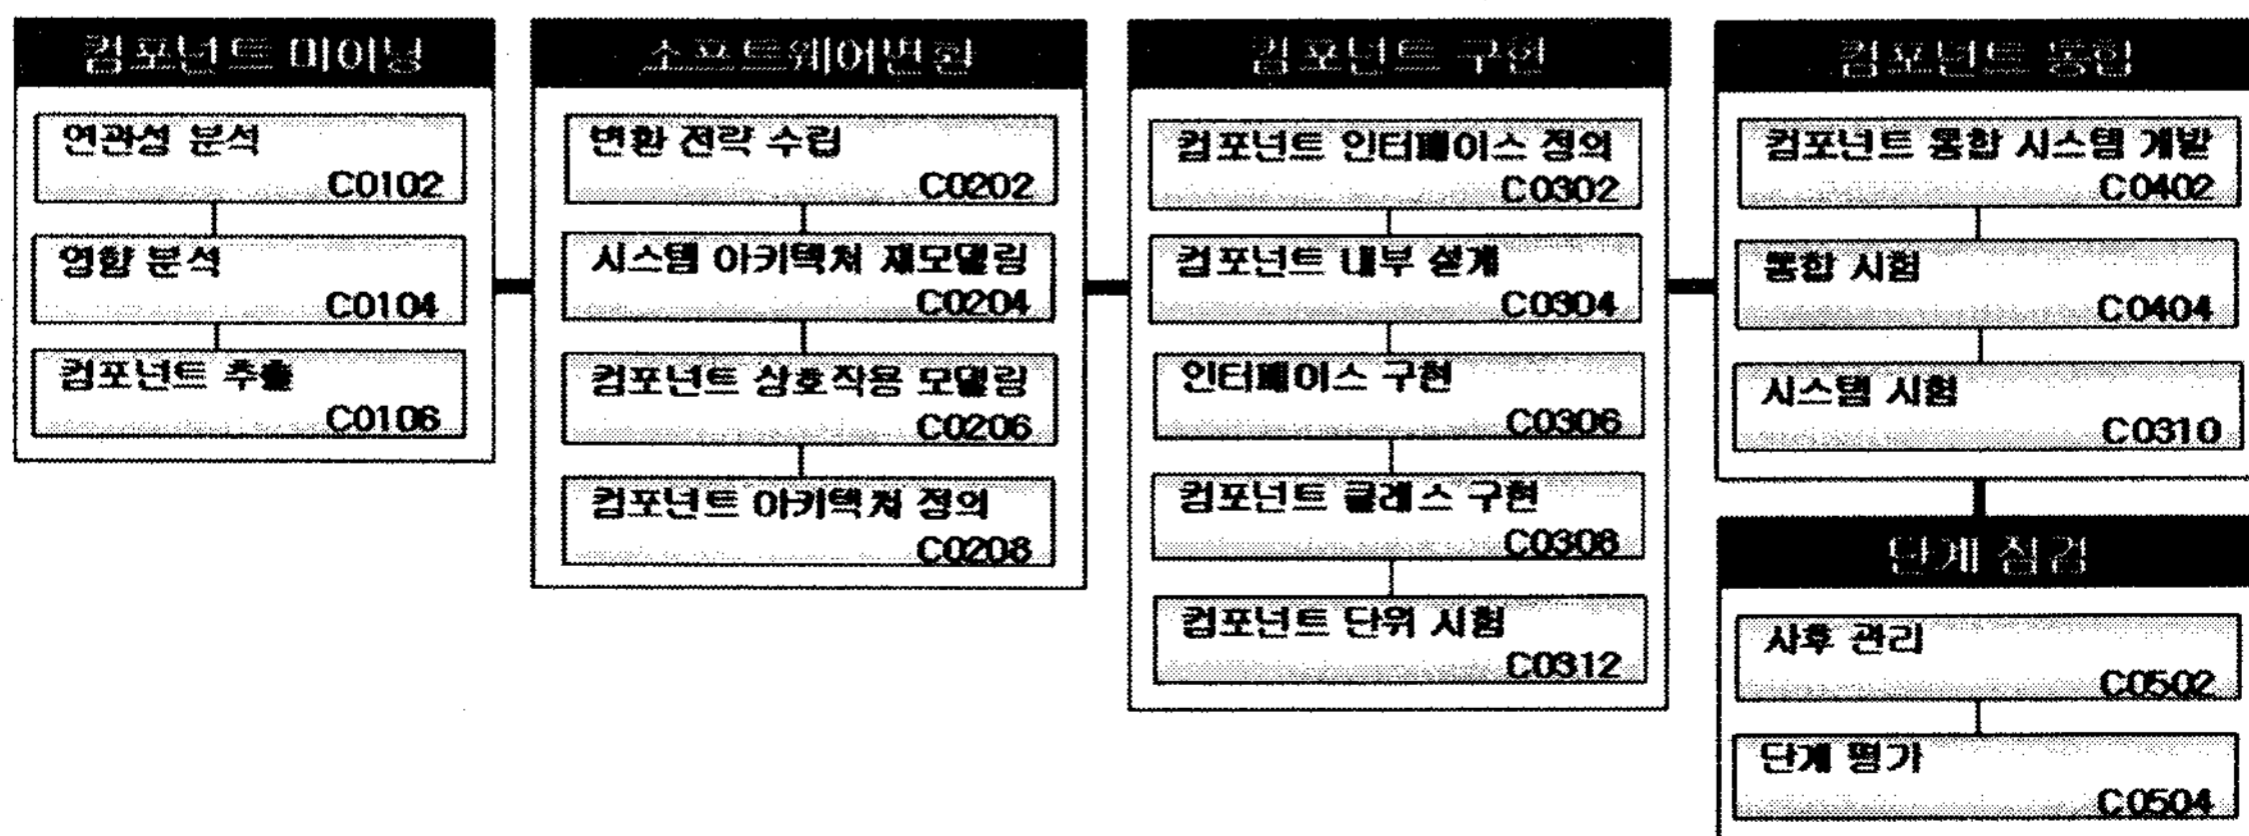 컴포넌트 마이닝
연관성 분석
C0102
영향 분석
C0104
컴포넌트 추출
C0106
소프트웨어변환
변환 전략 수립
C0202
시스템 아키텍쳐 재모델링
C0204
컴포넌트 상호작용 모델링
C0206
컴포넌트 아키텍쳐 정의
C0208
컴포넌트 구현
컴포넌트 인터페이스 정의
C0302
컴포넌트 내부 설계
C0304
인터페이스 구현
C0306
컴포넌트 클래스 구현
C0308
컴포넌트 단위 시험
C0312
컴포넌트 통합
컴포넌트 통합 시스템 개발
C0402
통합 시험
C0404
시스템 시험
C0310
단계 점검
사후 관리
C0502
단계 평가
C0504